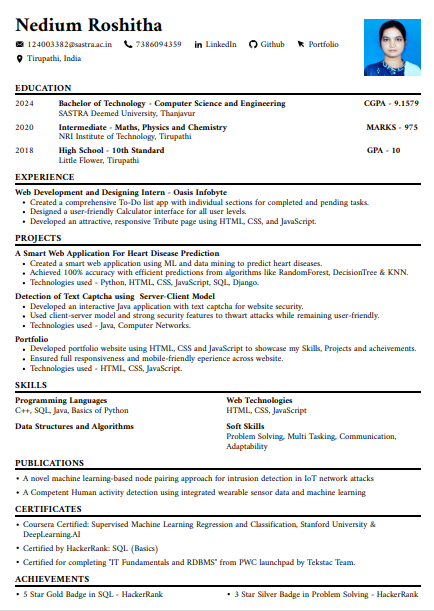 Nedium Roshitha
124003382@sastra.ac.in 7386094359 LinkedIn Github Portfolio
Tirupathi, India
EDUCATION
2024 Bachelor of Technology - Computer Science and Engineering CGPA - 9.1579
SASTRA Deemed University, Thanjavur
2020 Intermediate - Maths, Physics and Chemistry MARKS - 975
NRI Institute of Technology, Tirupathi
2018 High School - 10th Standard GPA - 10
Little Flower, Tirupathi
EXPERIENCE
Web Development and Designing Intern - Oasis Infobyte
• Created a comprehensive To-Do list app with individual sections for completed and pending tasks.
• Designed a user-friendly Calculator interface for all user levels.
• Developed an attractive, responsive Tribute page using HTML, CSS, and JavaScript.
PROJECTS
A Smart Web Application For Heart Disease Prediction
• Created a smart web application using ML and data mining to predict heart diseases.
• Achieved 100% accuracy with efficient predictions from algorithms like RandomForest, DecisionTree & KNN.
• Technologies used - Python, HTML, CSS, JavaScript, SQL, Django.
Detection of Text Captcha using Server-Client Model
• Developed an interactive Java application with text captcha for website security.
• Used client-server model and strong security features to thwart attacks while remaining user-friendly.
• Technologies used - Java, Computer Networks.
Portfolio
• Developed portfolio website using HTML, CSS and JavaScript to showcase my Skills, Projects and acheivements.
• Ensured full responsiveness and mobile-friendly eperience across website.
• Technologies used - HTML, CSS, JavaScript.
SKILLS
Programming Languages Web Technologies
C++, SQL, Java, Basics of Python HTML, CSS, JavaScript
Data Structures and Algorithms Soft Skills
Problem Solving, Multi Tasking, Communication,
Adaptability
PUBLICATIONS
• A novel machine learning-based node pairing approach for intrusion detection in IoT network attacks
• A Competent Human activity detection using integrated wearable sensor data and machine learning
CERTIFICATES
• Coursera Certified: Supervised Machine Learning Regression and Classification, Stanford University &
DeepLearning.AI
• Certified by HackerRank: SQL (Basics)
• Certified for completing "IT Fundamentals and RDBMS" from PWC launchpad by Tekstac Team.
ACHIEVEMENTS
• 5 Star Gold Badge in SQL - HackerRank • 3 Star Silver Badge in Problem Solving - HackerRank